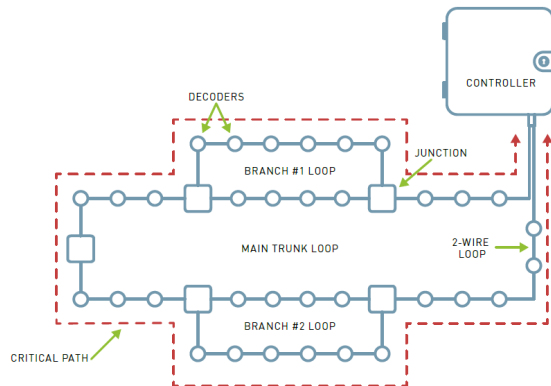 CONTROLLER
DECODERS
JUNCTION
BRANCH #1 LOOP
MAIN TRUNK LOOP
2-WIRE
LOOP
BRANCH #2 LOOP
CRITICAL PATH